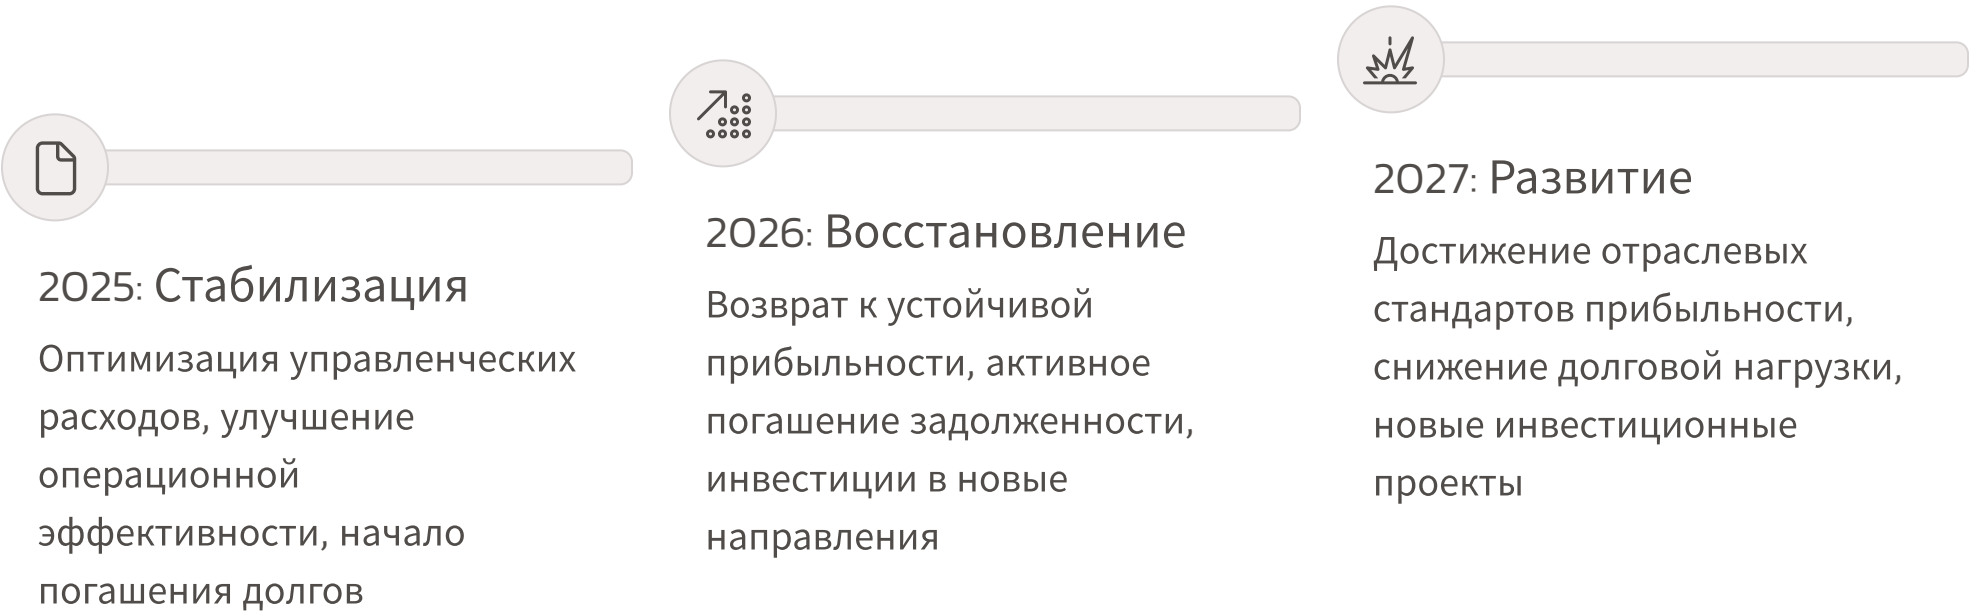 2025: Стабилизация
Оптимизация управленческих
расходов, улучшение
операционной
эффективности, начало
погашения долгов
2026: Восстановление
Возврат к устойчивой
прибыльности, активное
погашение задолженности,
инвестиции в новые
направления
2027: Развитие
Достижение отраслевых
стандартов прибыльности,
снижение долговой нагрузки,
новые инвестиционные
проекты